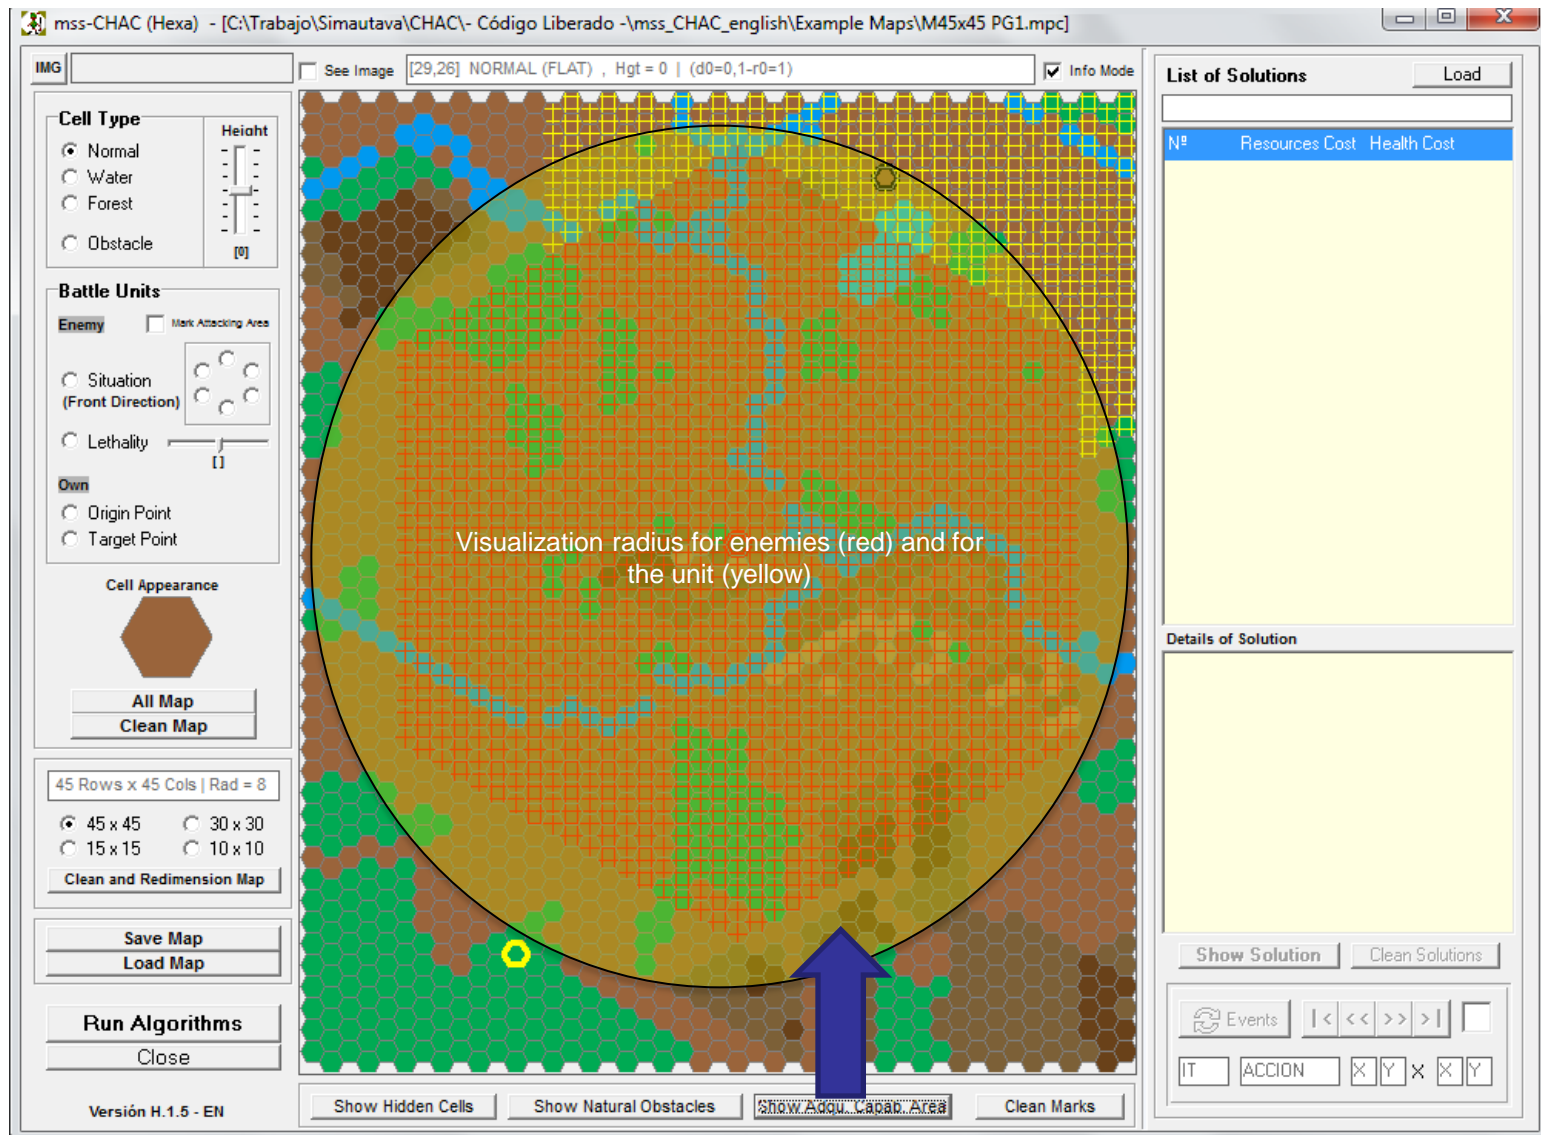 mss-CHAC (Hexa) - [C:\Trabajo\Simautava\CHAC\- Código Liberado -\mss_CHAC_english\Example Maps\M45x45 PG1.mpc]
IMG
See Image
[29,26] NORMAL (FLAT) , Hgt = 0 | (d0=0,1-r0=1)
Info Mode
List of Solutions
Load
Cell Type
Height
Normal
Water
Forest
Obstacle
[0]
Nº Resources Cost Health Cost
Battle Units
Enemy
Mark Attacking Area
Situation
(Front Direction)
Lethality
[ ]
Own
Origin Point
Target Point
Visualization radius for enemies (red) and for
the unit (yellow)
Cell Appearance
All Map
Clean Map
Details of Solution
45 Rows x 45 Cols | Rad = 8
45 x 45
30 x 30
15 x 15
10 x 10
Clean and Redimension Map
Save Map
Load Map
Show Solution
Clean Solutions
Run Algorithms
Close
Events
|<
<<
>>
>|
IT
ACCION
X
Y
x
X
Y
Versión H.1.5 - EN
Show Hidden Cells
Show Natural Obstacles
Show Adqu. Capab. Area
Clean Marks